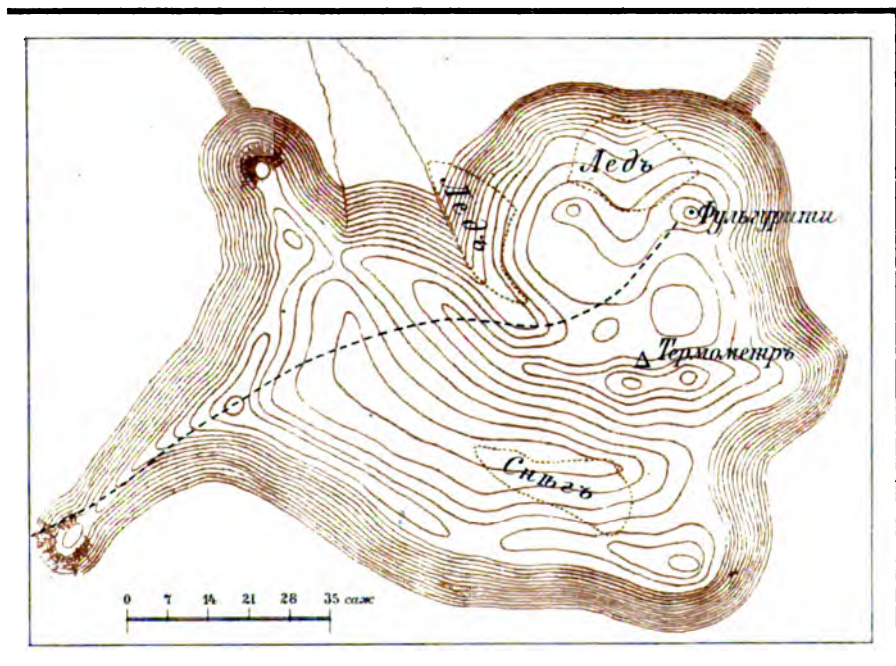 Ледъ
Ледъ
Фульгурити
Термометръ
Снѣгъ
0 7 14 21 28 35 саж